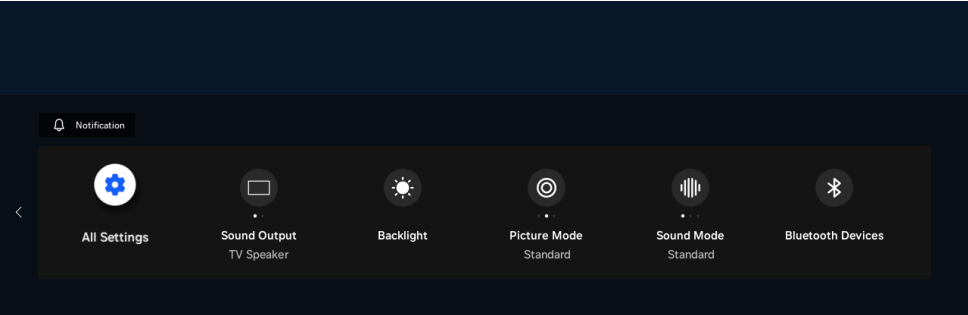 Notification
All Settings
Sound Output
TV Speaker
Backlight
Picture Mode
Standard
Sound Mode
Standard
Bluetooth Devices